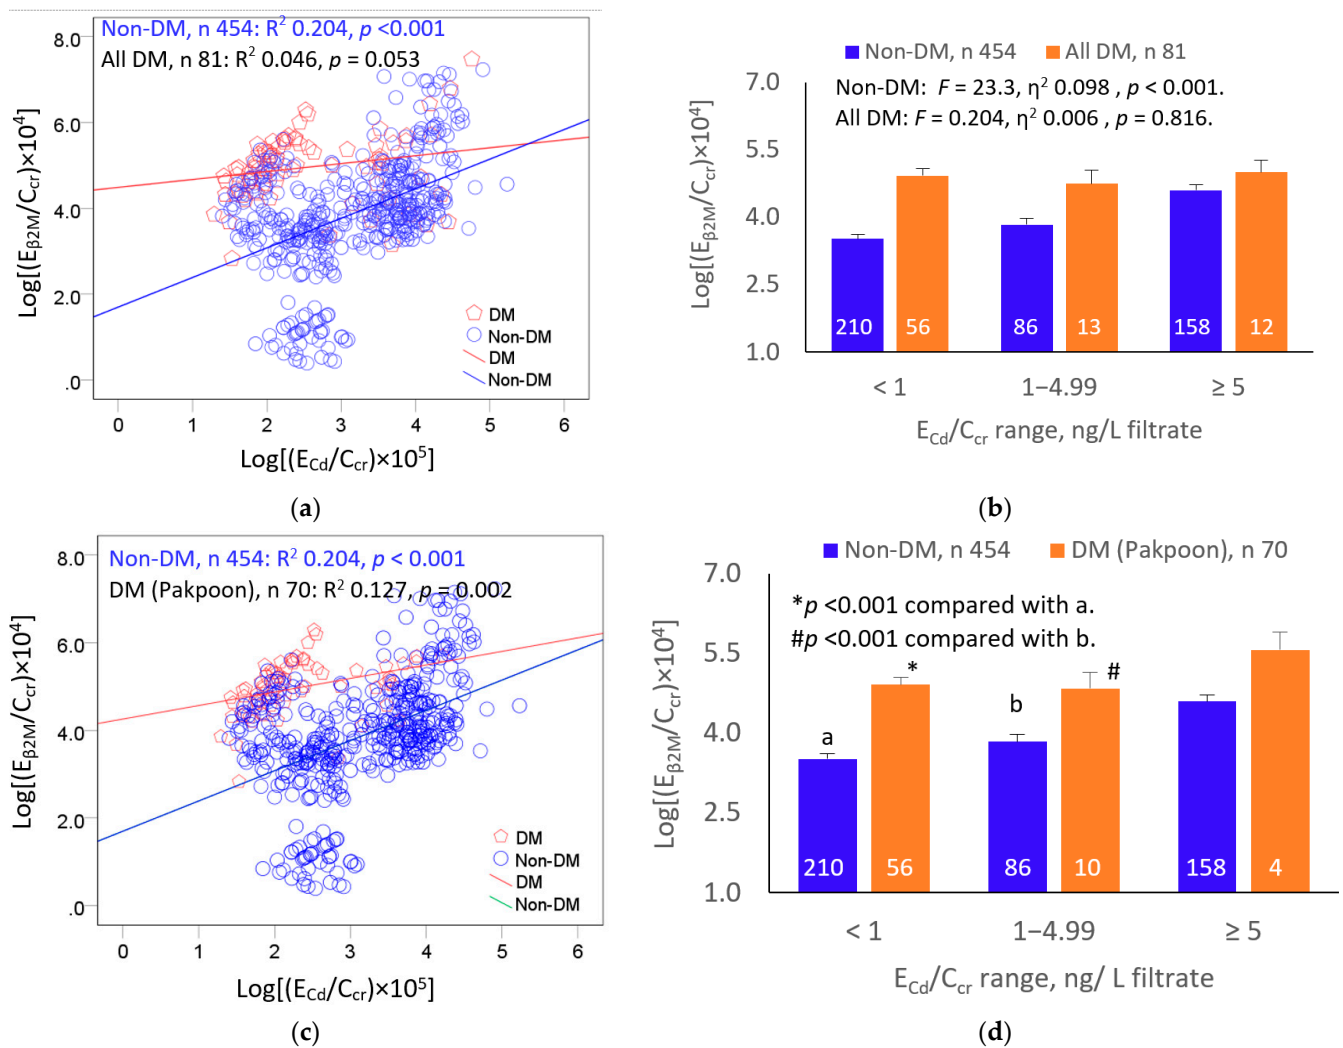 Non-DM, n 454: R² 0.204, p <0.001
All DM, n 81: R² 0.046, p = 0.053
8.0
6.0
4.0
2.0
.0
Log[(Eβ2M/Ccr)×10⁴)
DM
Non-DM
DM
Non-DM
0 1 2 3 4 5 6
Log[(ECd/Ccr)×10⁵]
(a)
Non-DM, n 454 All DM, n 81
Non-DM: F = 23.3, η² 0.098 , p < 0.001.
All DM: F = 0.204, η² 0.006 , p = 0.816.
7.0
5.5
4.0
2.5
1.0
Log[(Eβ2M/Ccr)×10⁴)
210 56 86 13 158 12
< 1 1−4.99 ≥ 5
ECd/Ccr range, ng/L filtrate
(b)
Non-DM, n 454: R² 0.204, p < 0.001
DM (Pakpoon), n 70: R² 0.127, p = 0.002
8.0
6.0
4.0
2.0
.0
Log[(Eβ2M/Ccr)×10⁴)
DM
Non-DM
DM
Non-DM
0 1 2 3 4 5 6
Log[(ECd/Ccr)×10⁵]
(c)
Non-DM, n 454 DM (Pakpoon), n 70
*p <0.001 compared with a.
#p <0.001 compared with b.
7.0
5.5
4.0
2.5
1.0
Log[(Eβ2M/Ccr)×10⁴)
a * b #
210 56 86 10 158 4
< 1 1−4.99 ≥ 5
ECd/Ccr range, ng/ L filtrate
(d)